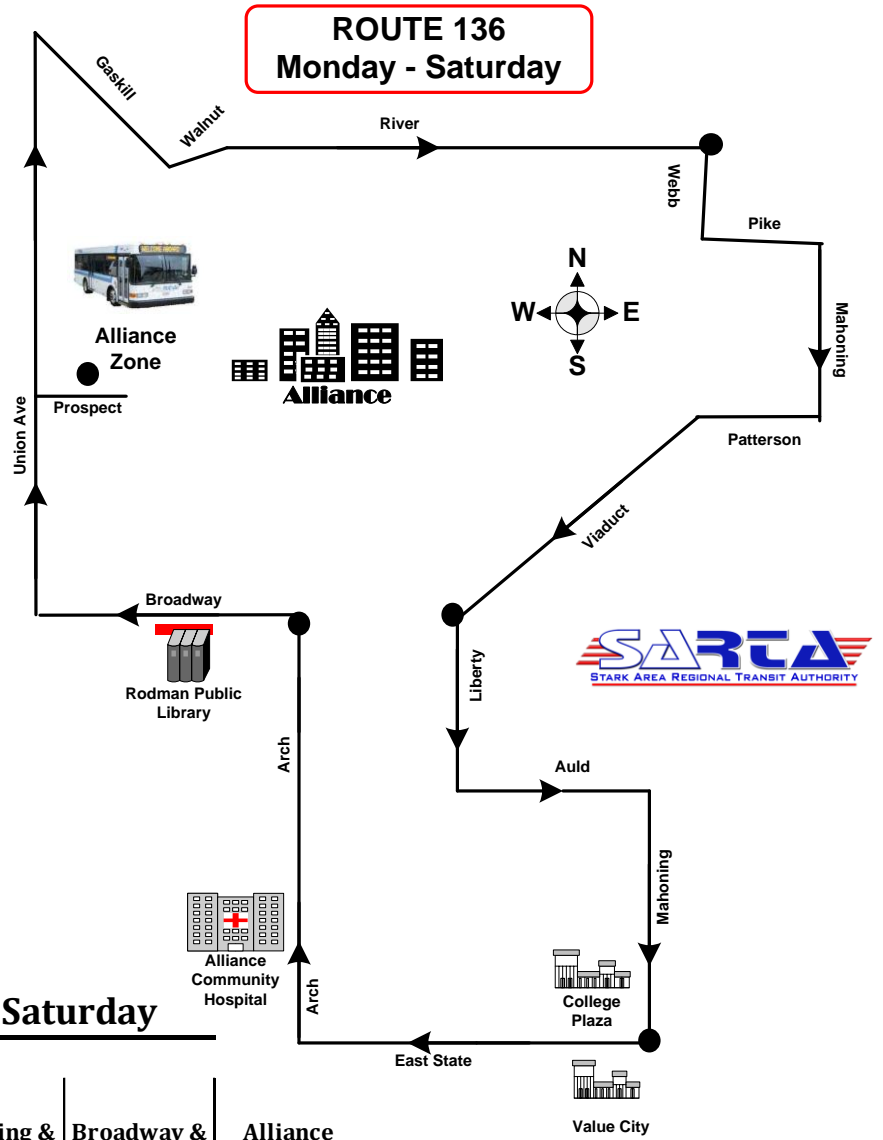 ROUTE 136
Monday - Saturday
Gaskill
Walnut
River
Webb
Pike
N
W
E
S
Mahoning
Alliance
Zone
Alliance
Prospect
Union Ave
Patterson
Viaduct
Broadway
Rodman Public
Library
Liberty
SARTA
STARK AREA REGIONAL TRANSIT AUTHORITY
Arch
Auld
Mahoning
Alliance
Community
Hospital
Arch
College
Plaza
East State
Value City
Saturday
ing &
Broadway &
Alliance